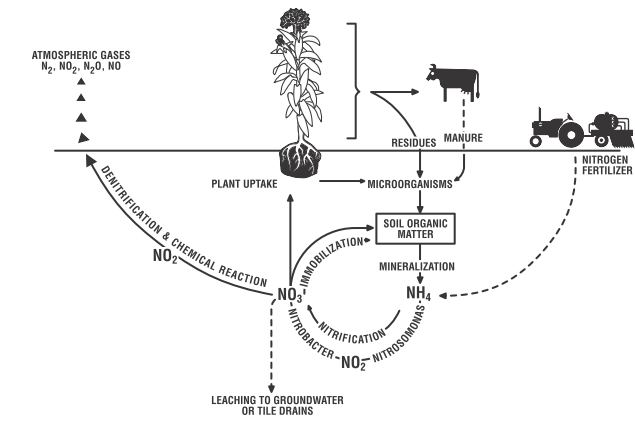 ATMOSPHERIC GASES
N2, NO2, N2O, NO
RESIDUES
MANURE
NITROGEN
FERTILIZER
PLANT UPTAKE
MICROORGANISMS
SOIL ORGANIC
MATTER
DENITRIFICATION & CHEMICAL REACTION
NO2
IMMOBILIZATION
MINERALIZATION
NO3
NH4
NITRIFICATION
NITROBACTER
NO2
NITROSOMONAS
LEACHING TO GROUNDWATER
OR TILE DRAINS